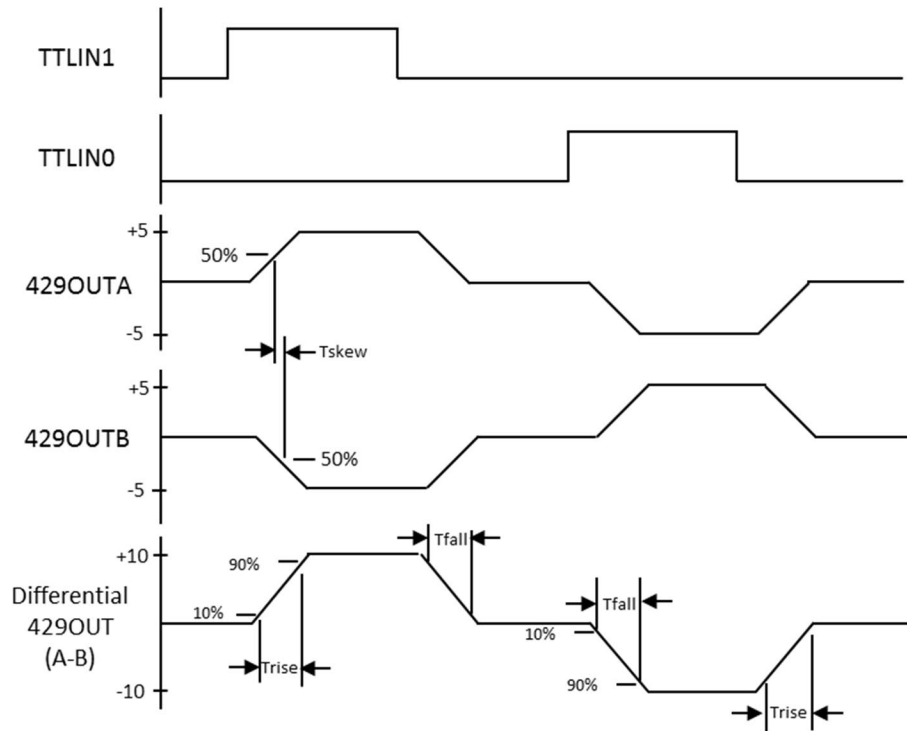 TTLIN1
TTLIN0
+5
50%
429OUTA
-5
Tskew
+5
429OUTB
50%
-5
+10
Tfall
90%
Differential
429OUT
(A-B)
10%
Tfall
10%
Trise
90%
-10
Trise